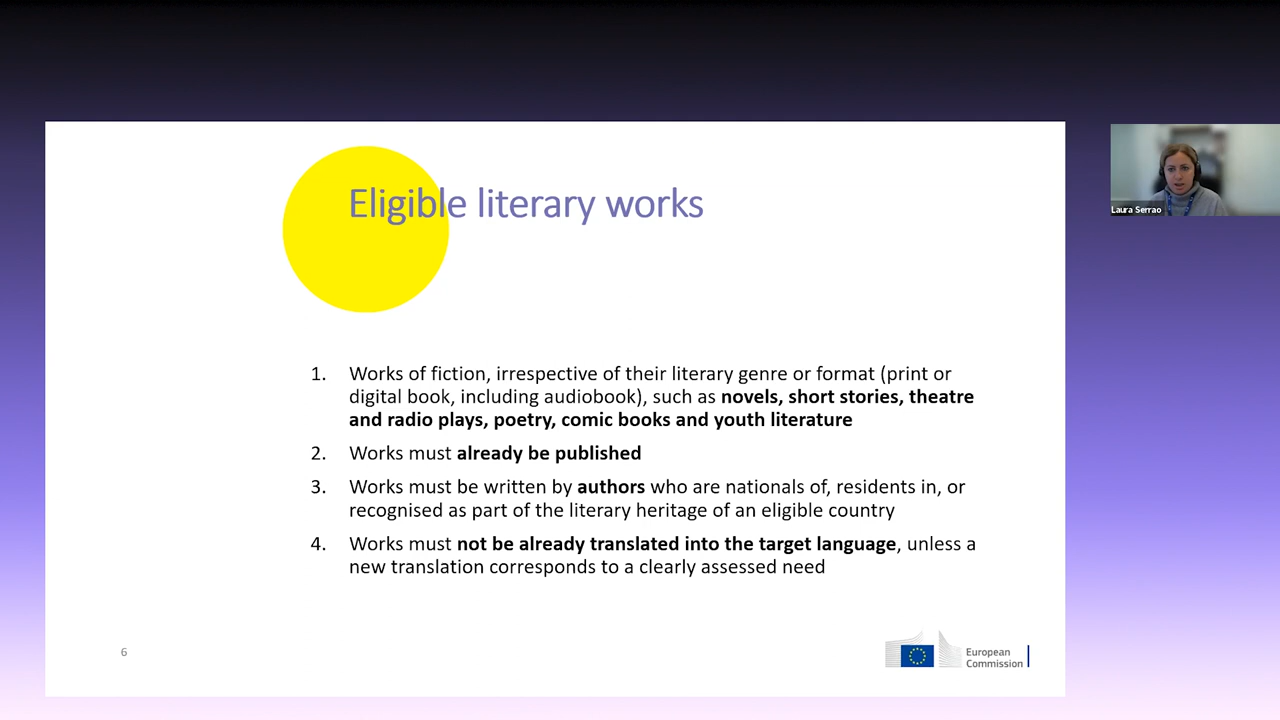 Eligible literary works
1. Works of fiction, irrespective of their literary genre or format (print or
digital book, including audiobook), such as novels, short stories, theatre
and radio plays, poetry, comic books and youth literature
2. Works must already be published
3. Works must be written by authors who are nationals of, residents in, or
recognised as part of the literary heritage of an eligible country
4. Works must not be already translated into the target language, unless a
new translation corresponds to a clearly assessed need
6
European
Commission
Laura Serrao